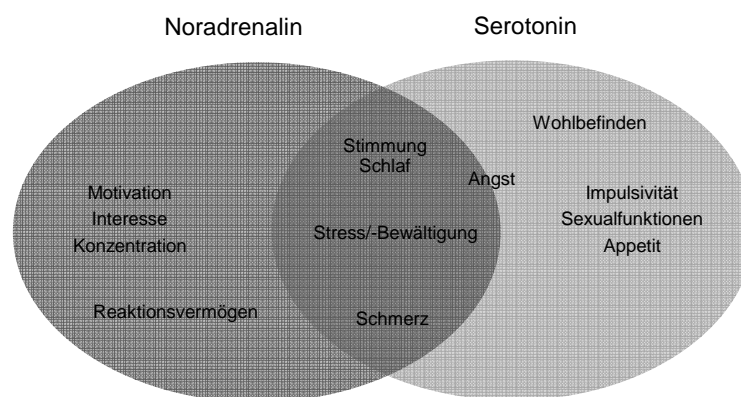 Noradrenalin
Serotonin
Wohlbefinden
Stimmung
Schlaf
Angst
Motivation
Interesse
Konzentration
Impulsivität
Sexualfunktionen
Appetit
Stress/-Bewältigung
Reaktionsvermögen
Schmerz